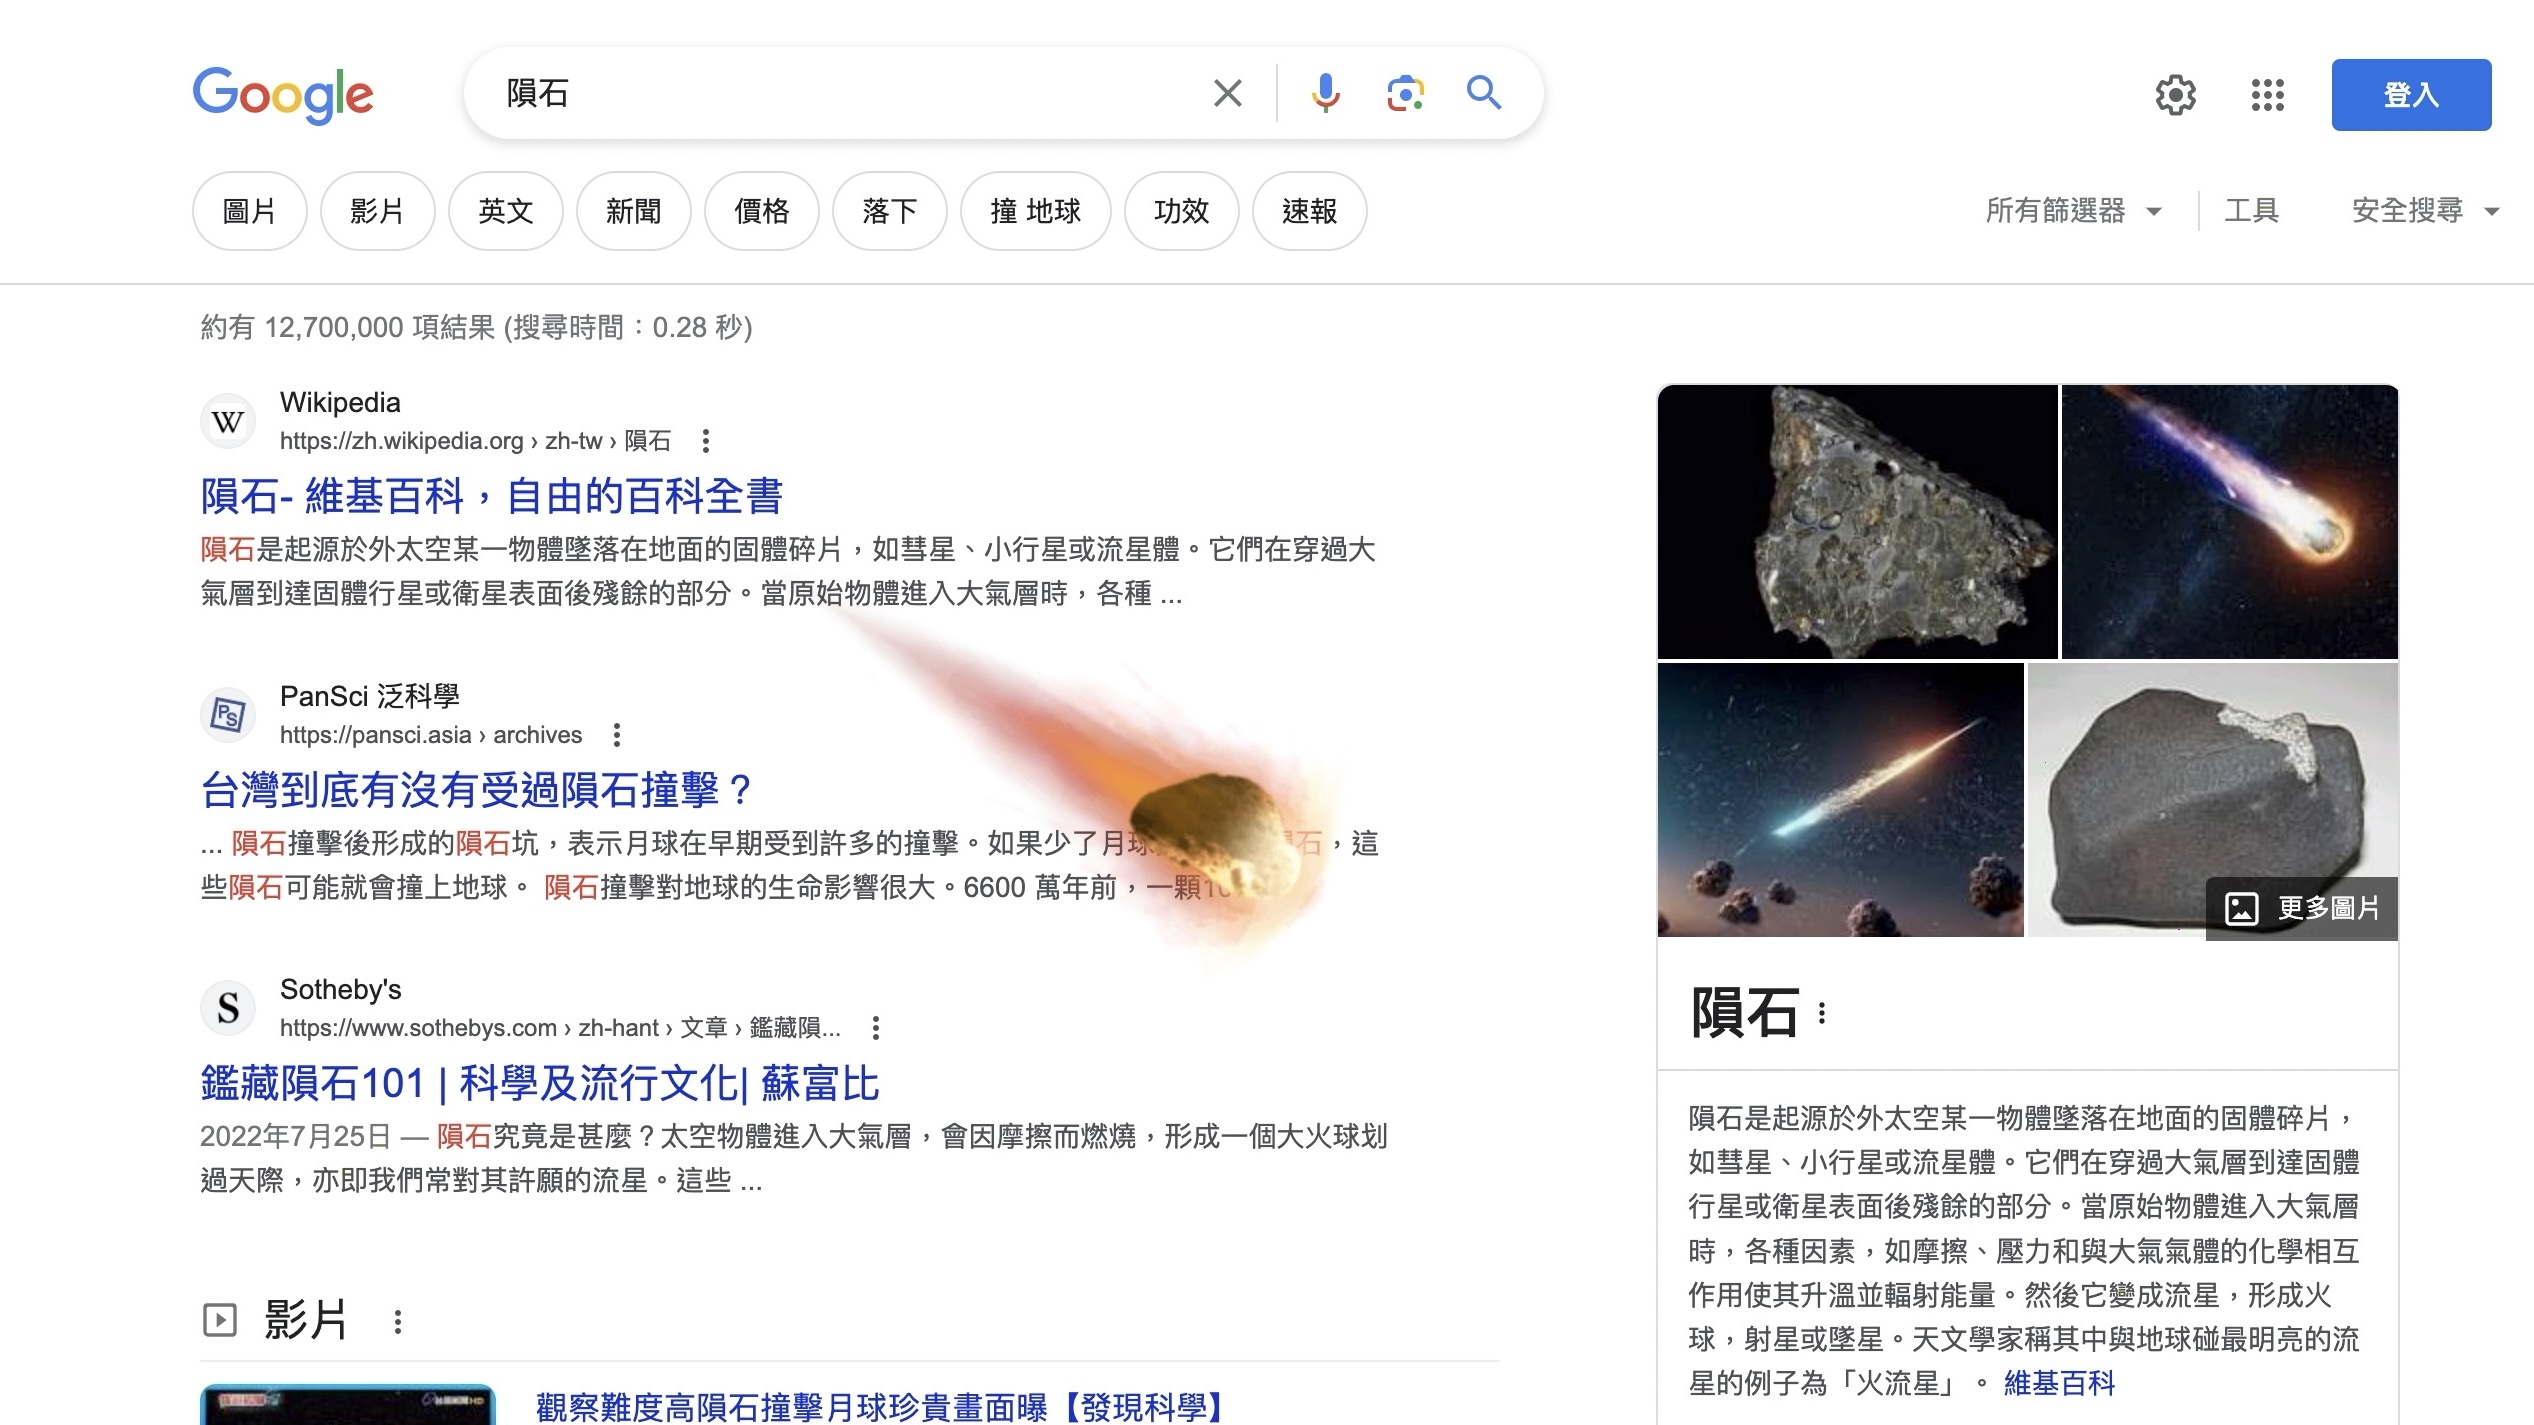 Google
隕石
登入
圖片
影片
英文
新聞
價格
落下
撞 地球
功效
速報
所有篩選器
工具
安全搜尋
約有 12,700,000 項結果 (搜尋時間：0.28 秒)
W
Wikipedia
https://zh.wikipedia.org › zh-tw › 隕石
隕石- 維基百科，自由的百科全書
隕石是起源於外太空某一物體墜落在地面的固體碎片，如彗星、小行星或流星體。它們在穿過大
氣層到達固體行星或衛星表面後殘餘的部分。當原始物體進入大氣層時，各種 ...
PS
PanSci 泛科學
https://pansci.asia › archives
台灣到底有沒有受過隕石撞擊？
... 隕石撞擊後形成的隕石坑，表示月球在早期受到許多的撞擊。如果少了月球 石，這
些隕石可能就會撞上地球。 隕石撞擊對地球的生命影響很大。6600 萬年前，一顆
S
Sotheby's
https://www.sothebys.com › zh-hant › 文章 › 鑑藏隕...
鑑藏隕石101 | 科學及流行文化| 蘇富比
2022年7月25日 — 隕石究竟是甚麼？太空物體進入大氣層，會因摩擦而燃燒，形成一個大火球划
過天際，亦即我們常對其許願的流星。這些 ...
影片
觀察難度高隕石撞擊月球珍貴畫面曝【發現科學】
更多圖片
隕石
隕石是起源於外太空某一物體墜落在地面的固體碎片，
如彗星、小行星或流星體。它們在穿過大氣層到達固體
行星或衛星表面後殘餘的部分。當原始物體進入大氣層
時，各種因素，如摩擦、壓力和與大氣氣體的化學相互
作用使其升溫並輻射能量。然後它變成流星，形成火
球，射星或墜星。天文學家稱其中與地球碰最明亮的流
星的例子為「火流星」。 維基百科